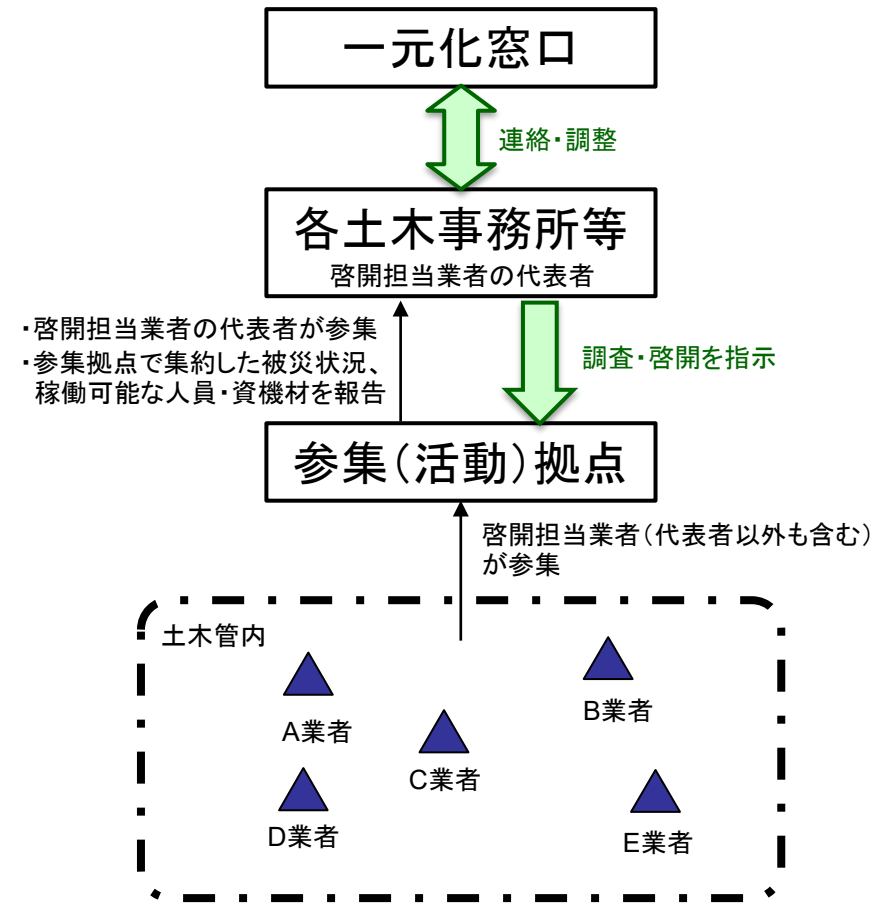 一元化窓口
連絡・調整
各土木事務所等
啓開担当業者の代表者
・啓開担当業者の代表者が参集
・参集拠点で集約した被災状況、
稼働可能な人員・資機材を報告
調査・啓開を指示
参集（活動）拠点
啓開担当業者（代表者以外も含む）
が参集
土木管内
A業者
B業者
C業者
D業者
E業者